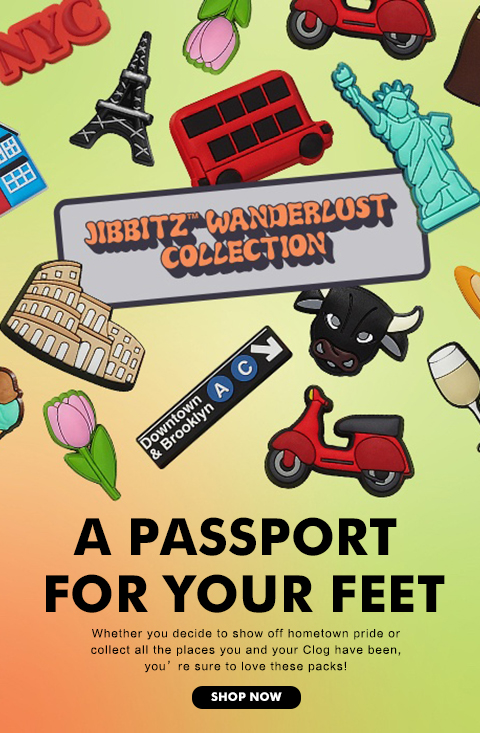 NYC
JIBBITZ™ WANDERLUST
COLLECTION
Downtown
& Brooklyn A C
A PASSPORT
FOR YOUR FEET
Whether you decide to show off hometown pride or
collect all the places you and your Clog have been,
you’re sure to love these packs!
SHOP NOW